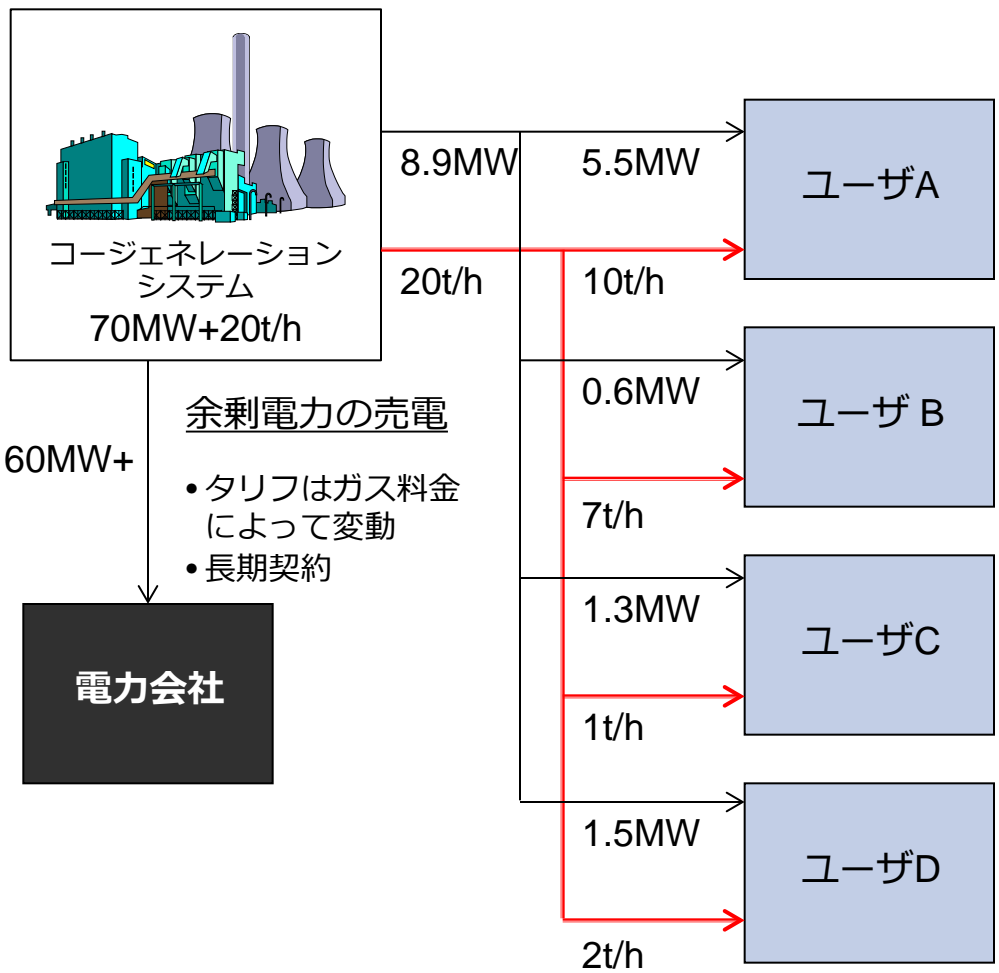 コージェネレーション
システム
70MW+20t/h
8.9MW
5.5MW
ユーザA
20t/h
10t/h
0.6MW
ユーザ B
7t/h
60MW+
余剰電力の売電
• タリフはガス料金
によって変動
• 長期契約
1.3MW
ユーザC
1t/h
電力会社
1.5MW
ユーザD
2t/h